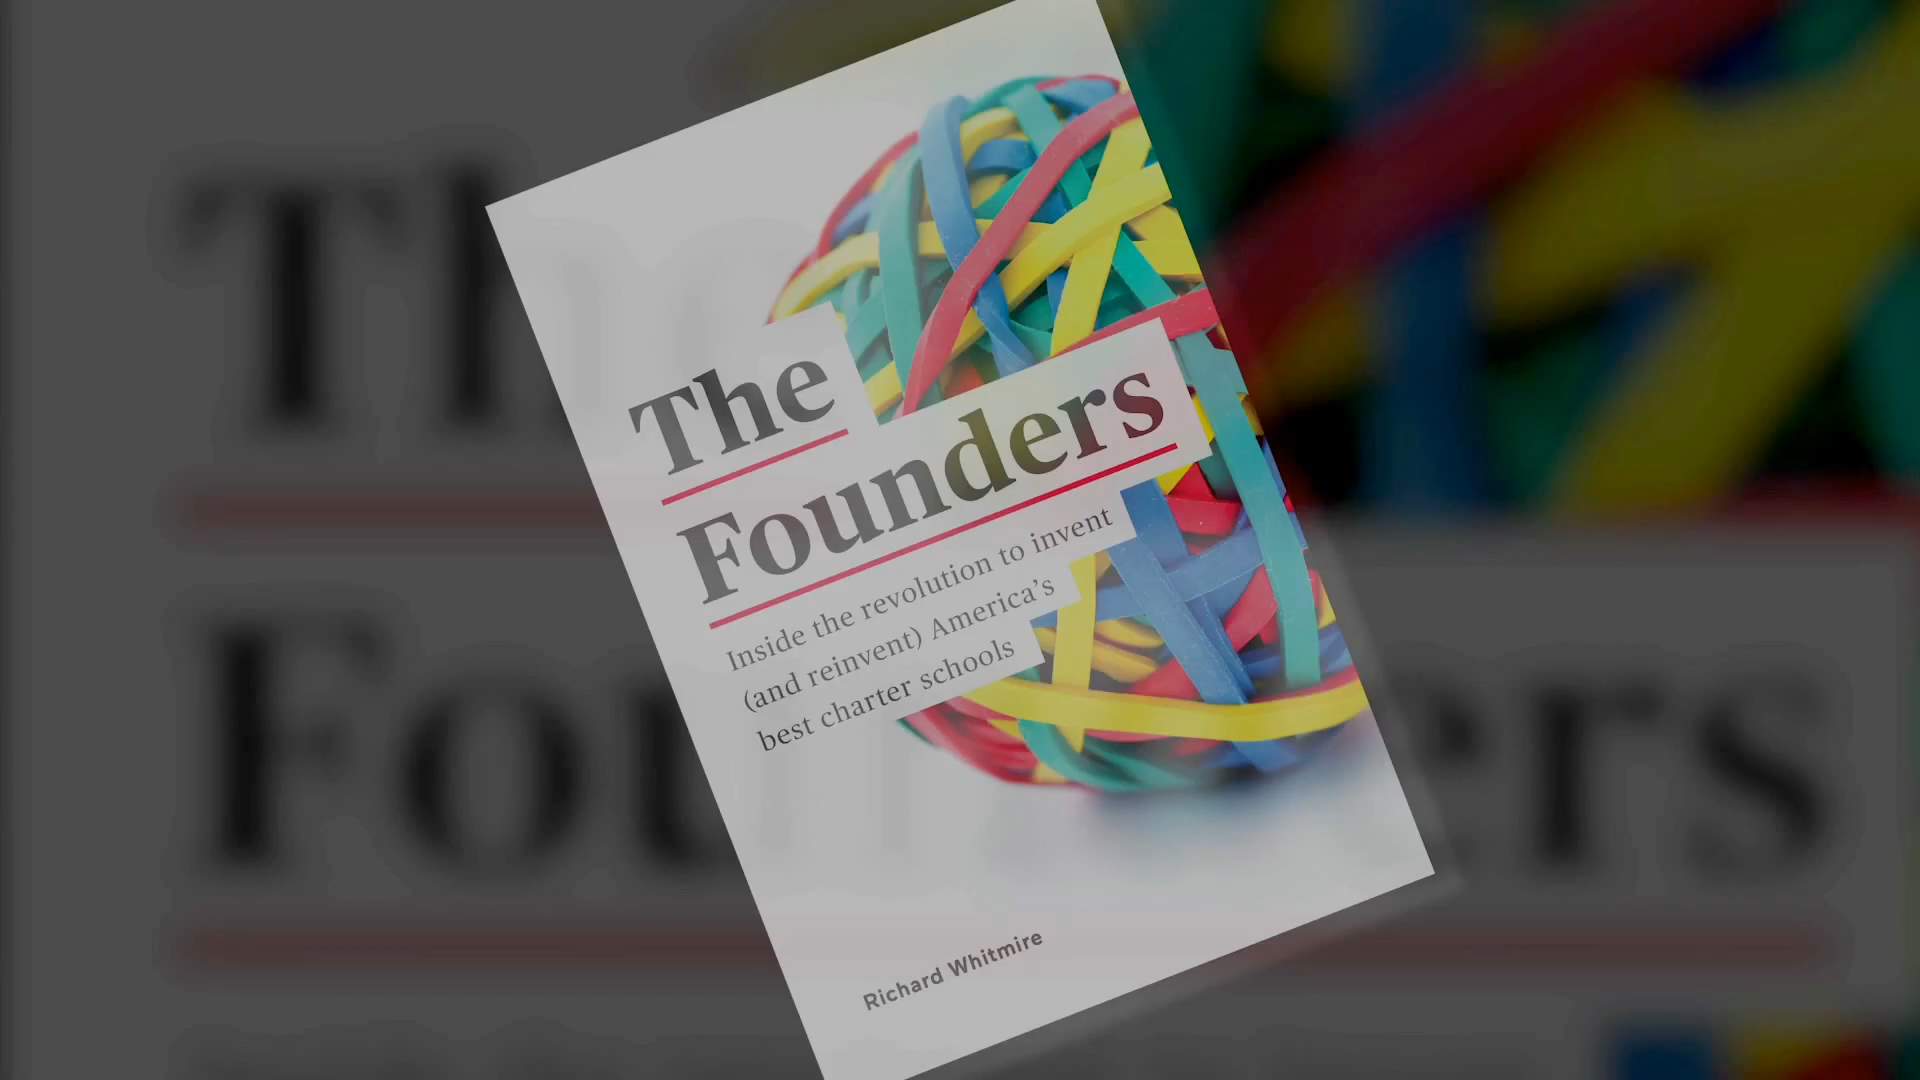 The
Founders
Inside the revolution to invent
(and reinvent) America's
best charter schools
Richard Whitmire